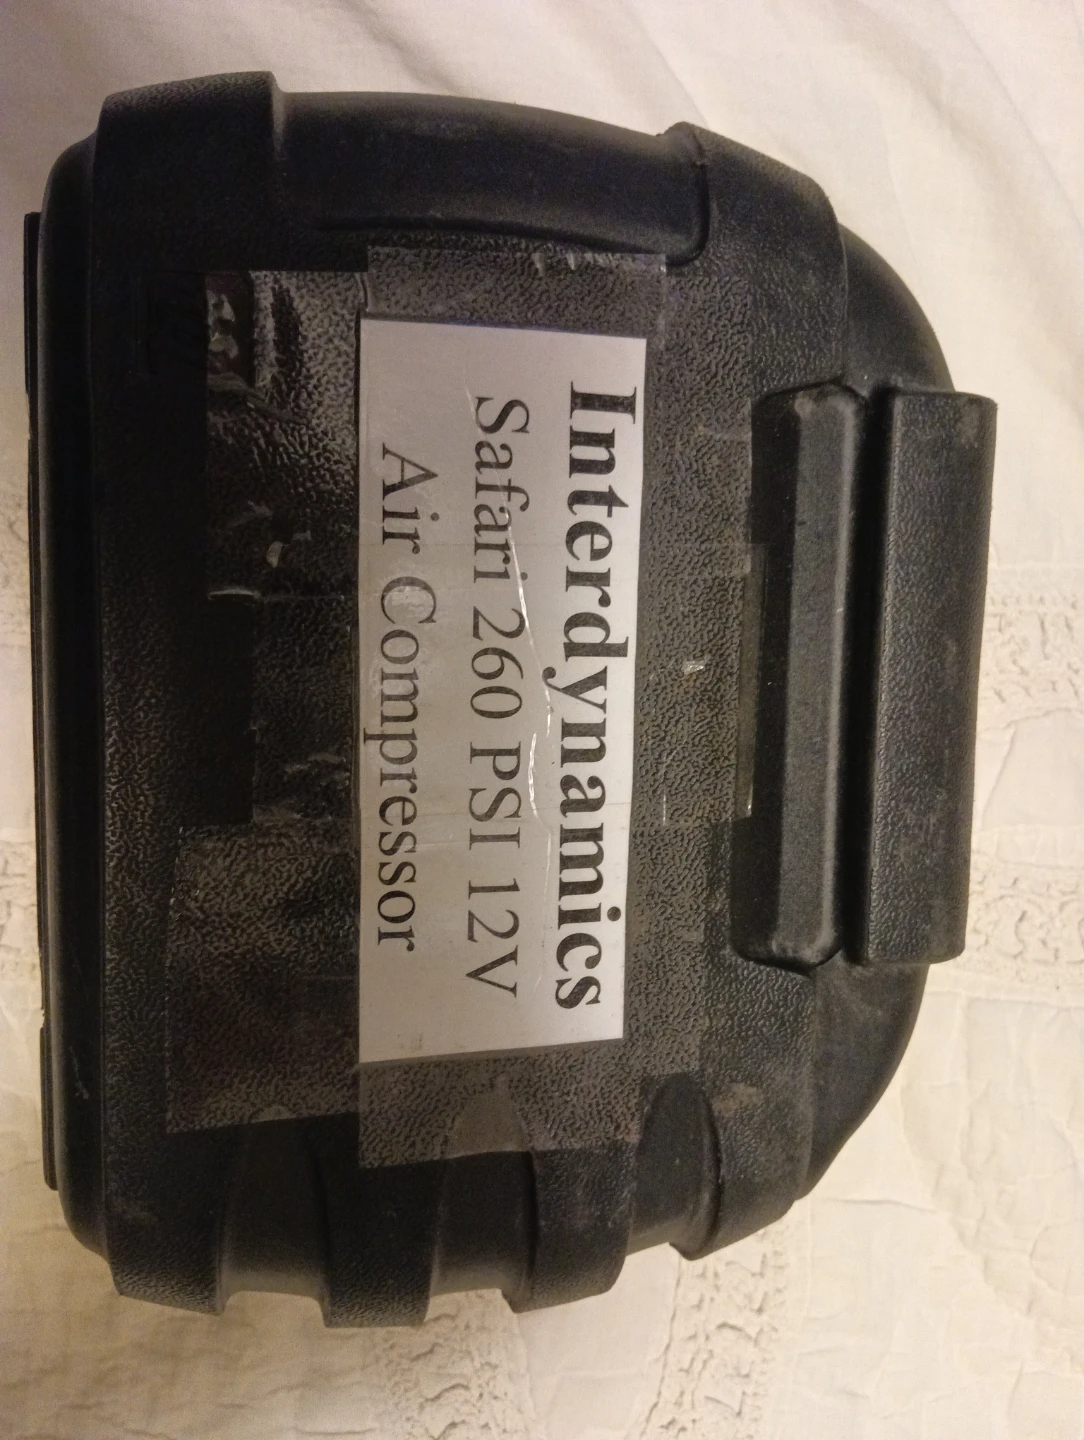 Interdynamics
Safari 260 PSI 12V
Air Compressor